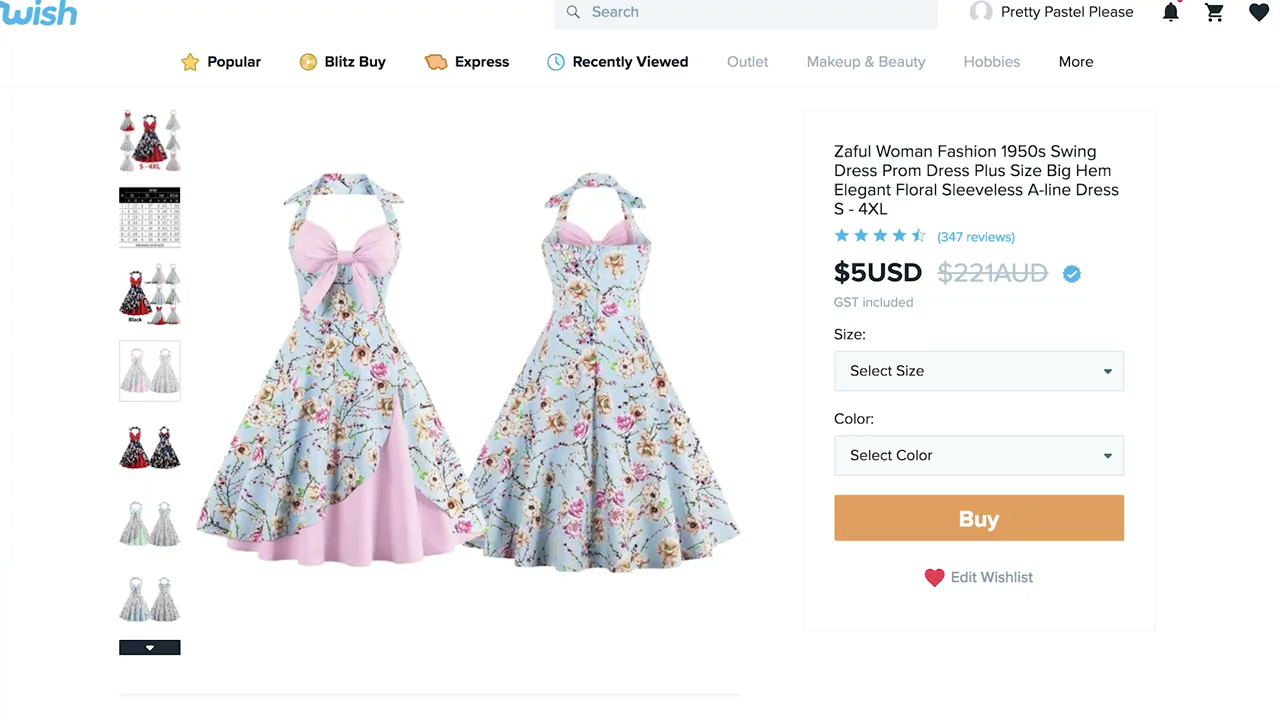 wish
Search
Pretty Pastel Please
Popular
Blitz Buy
Express
Recently Viewed
Outlet
Makeup & Beauty
Hobbies
More
S - 4XL
Black
Zaful Woman Fashion 1950s Swing
Dress Prom Dress Plus Size Big Hem
Elegant Floral Sleeveless A-line Dress
S - 4XL
(347 reviews)
$5USD $221AUD
GST included
Size:
Select Size
Color:
Select Color
Buy
Edit Wishlist